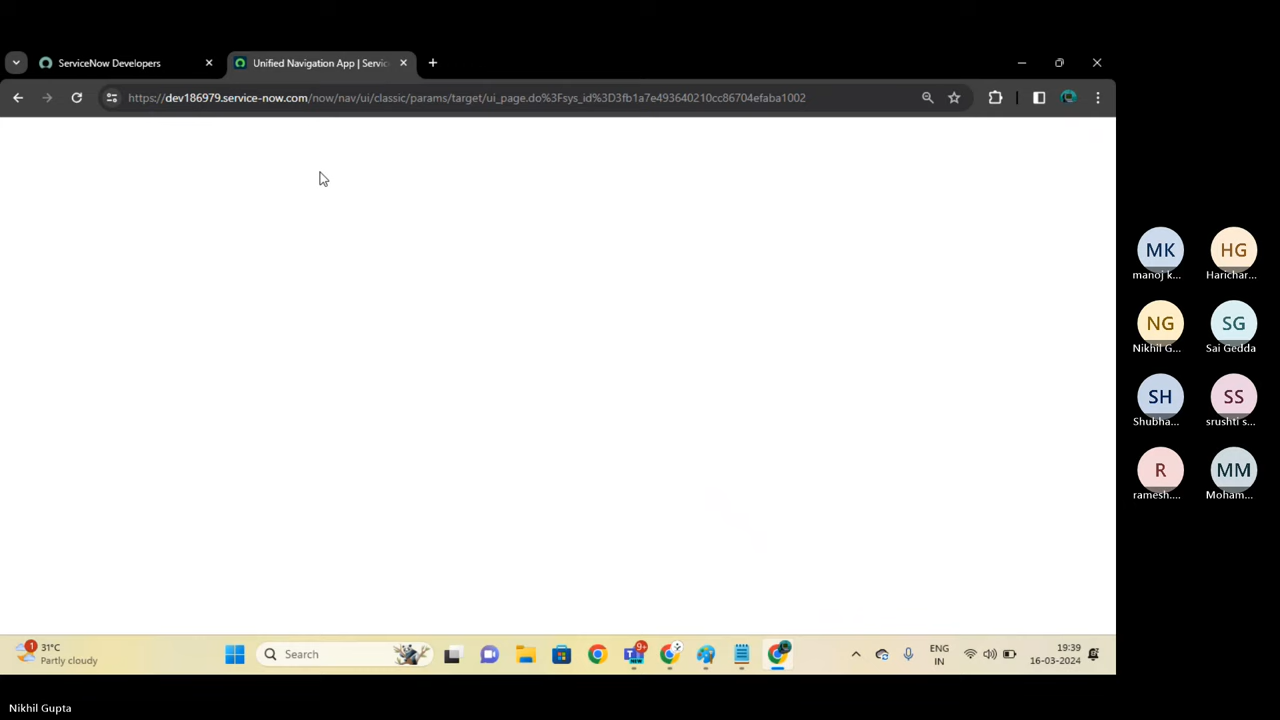 ServiceNow Developers
Unified Navigation App | Servic
https://dev186979.service-now.com/now/nav/ui/classic/params/target/ui_page.do%3Fsys_id%3D3fb1a7e493640210cc86704efaba1002
MK
manoj k...
HG
Harichar...
NG
Nikhil G...
SG
Sai Gedda
SH
Shubha...
SS
srushti s...
R
ramesh....
MM
Moham...
1
31°C
Partly cloudy
Search
9+
ENG
IN
19:39
16-03-2024
Nikhil Gupta